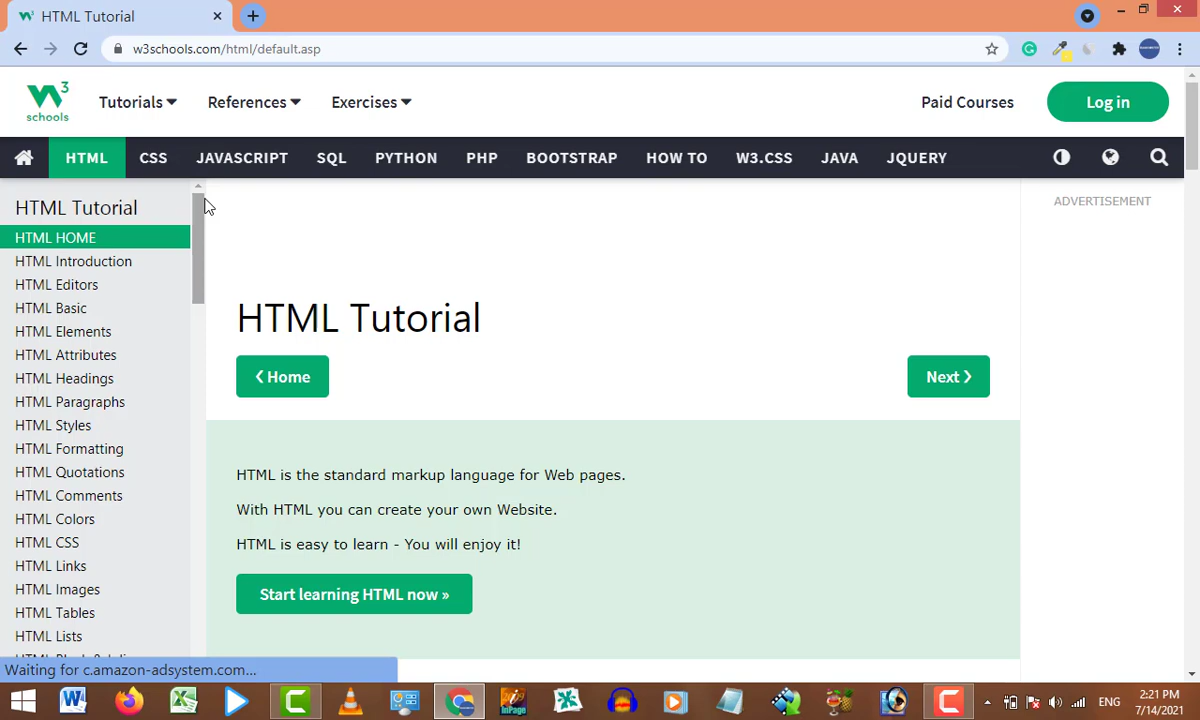 HTML Tutorial
w3schools.com/html/default.asp
W3 schools
Tutorials References Exercises Paid Courses Log in
HTML CSS JAVASCRIPT SQL PYTHON PHP BOOTSTRAP HOW TO W3.CSS JAVA JQUERY
HTML Tutorial
HTML HOME
HTML Introduction
HTML Editors
HTML Basic
HTML Elements
HTML Attributes
HTML Headings
HTML Paragraphs
HTML Styles
HTML Formatting
HTML Quotations
HTML Comments
HTML Colors
HTML CSS
HTML Links
HTML Images
HTML Tables
HTML Lists
ADVERTISEMENT
HTML Tutorial
❮ Home Next ❯
HTML is the standard markup language for Web pages.
With HTML you can create your own Website.
HTML is easy to learn - You will enjoy it!
Start learning HTML now »
Waiting for c.amazon-adsystem.com...
InPage
ENG
2:21 PM
7/14/2021